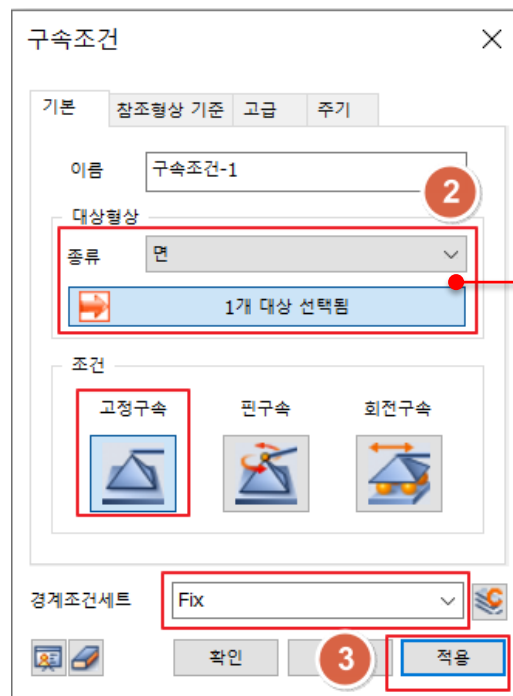 구속조건
기본 참조형상 기준 고급 주기
이름 구속조건-1
2
대상형상
종류 면
1개 대상 선택됨
조건
고정구속 핀구속 회전구속
경계조건세트 Fix
확인 3 적용